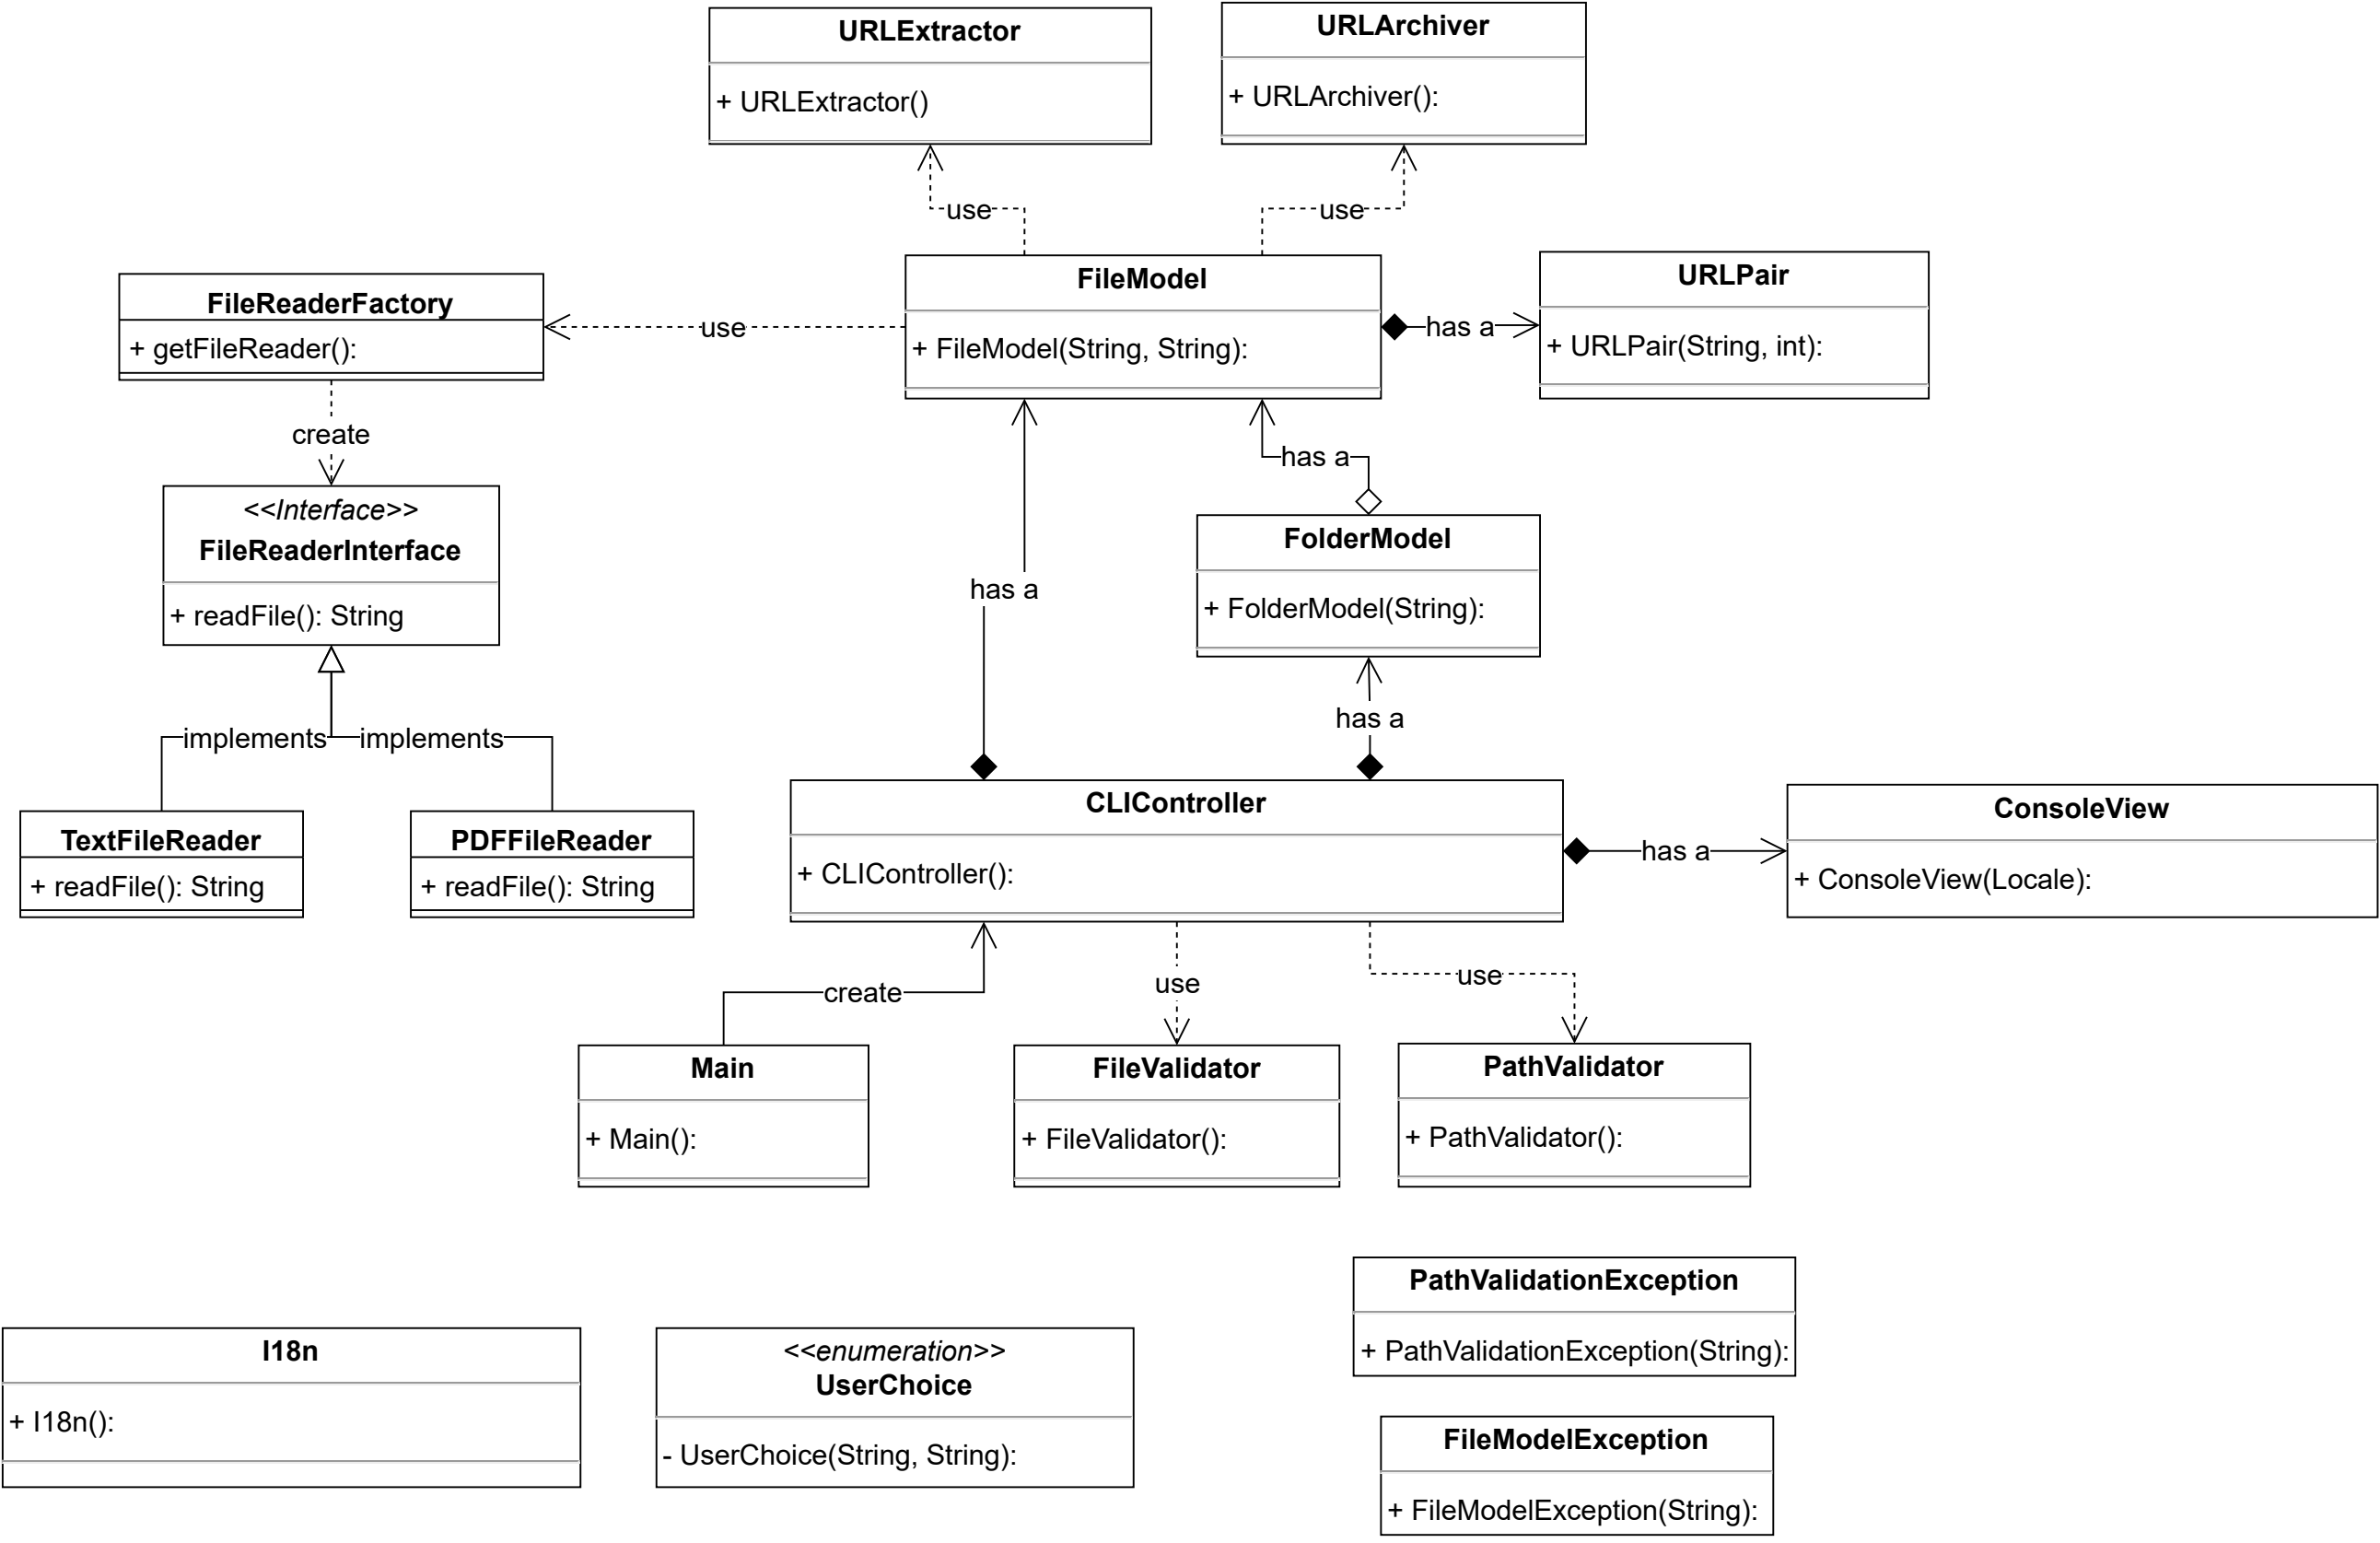 URLExtractor
+ URLExtractor()
URLArchiver
+ URLArchiver():
use
use
FileReaderFactory
+ getFileReader():
use
FileModel
+ FileModel(String, String):
has a
URLPair
+ URLPair(String, int):
create
has a
<<Interface>>
FileReaderInterface
+ readFile(): String
FolderModel
+ FolderModel(String):
has a
has a
implements
implements
TextFileReader
+ readFile(): String
PDFFileReader
+ readFile(): String
CLIController
+ CLIController():
has a
ConsoleView
+ ConsoleView(Locale):
create
use
use
Main
+ Main():
FileValidator
+ FileValidator():
PathValidator
+ PathValidator():
PathValidationException
+ PathValidationException(String):
I18n
+ I18n():
<<enumeration>>
UserChoice
- UserChoice(String, String):
FileModelException
+ FileModelException(String):